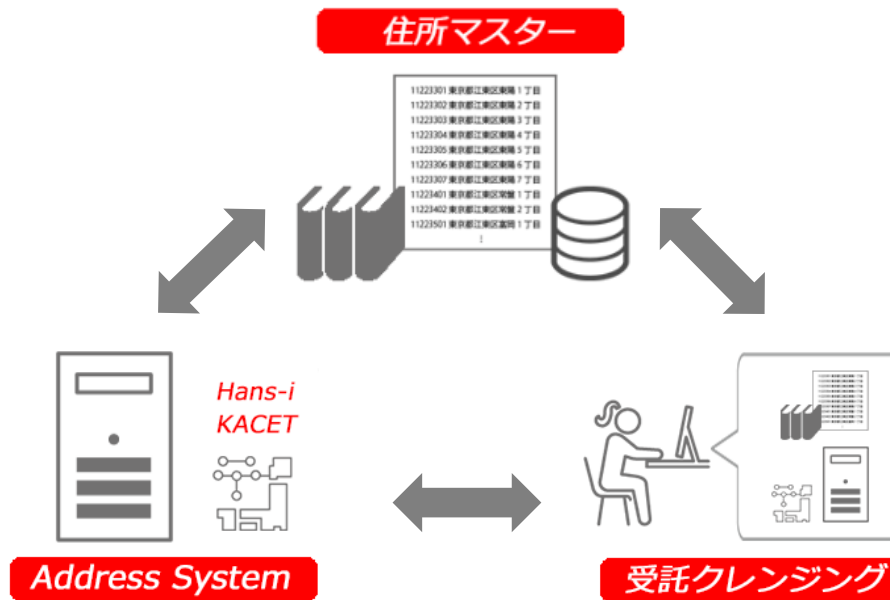 住所マスター
11223301 東京都江東区東陽 1 丁目
11223302 東京都江東区東陽 2 丁目
11223303 東京都江東区東陽 3 丁目
11223304 東京都江東区東陽 4 丁目
11223305 東京都江東区東陽 5 丁目
11223306 東京都江東区東陽 6 丁目
11223307 東京都江東区東陽 7 丁目
11223401 東京都江東区常盤 1 丁目
11223402 東京都江東区常盤 2 丁目
11223501 東京都江東区富岡 1 丁目
⋮
Hans-i
KACET
Address System
受託クレンジング